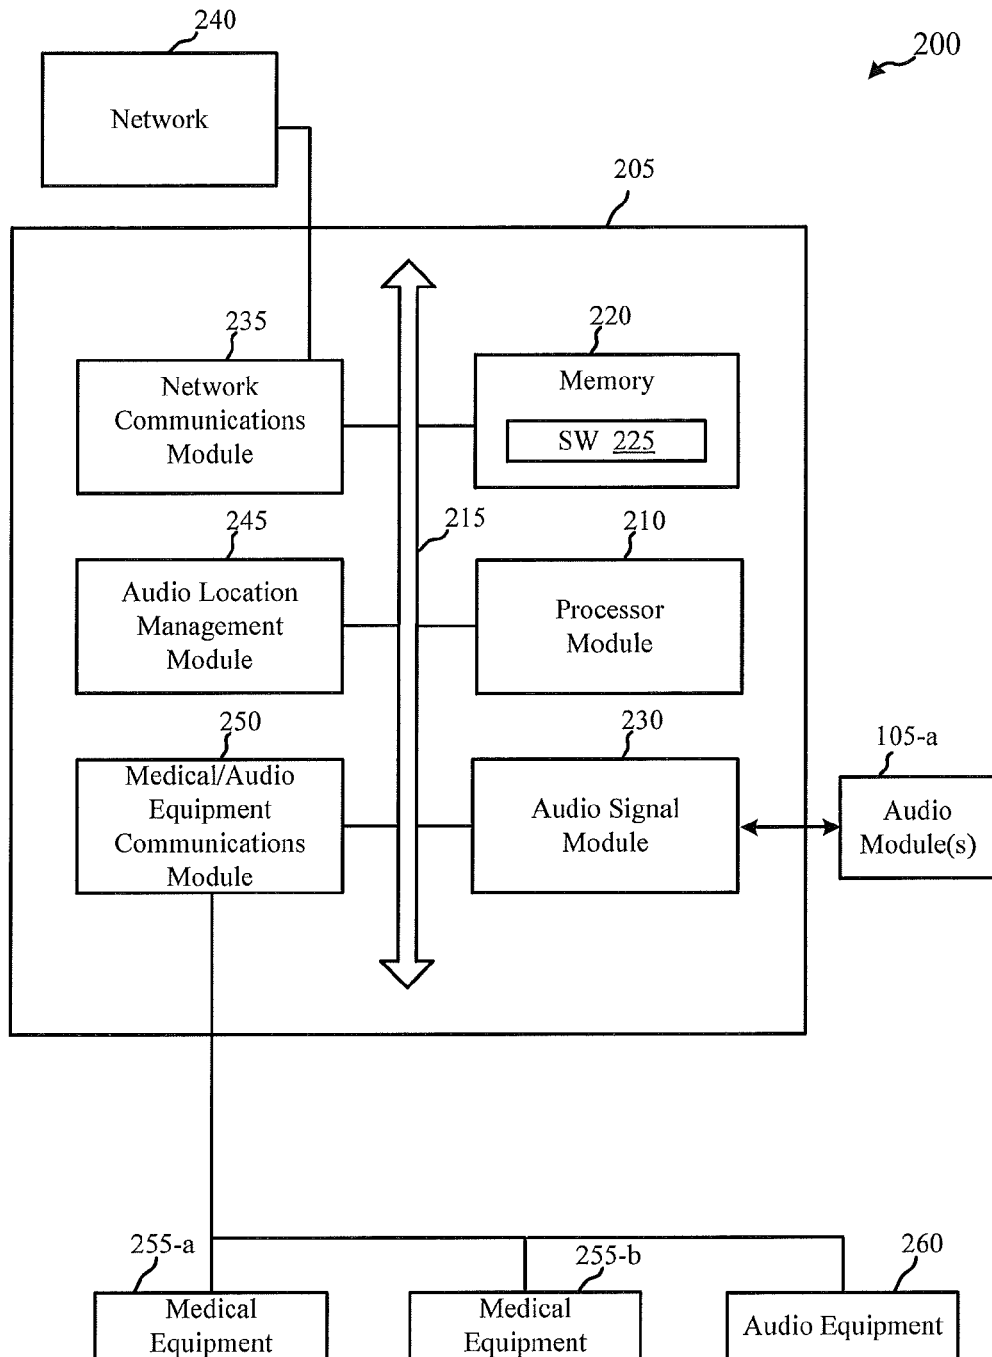 240
200
Network
205
235
220
Network
Communications
Module
Memory
SW 225
245
215
210
Audio Location
Management
Module
Processor
Module
250
230
105-a
Medical/Audio
Equipment
Communications
Module
Audio Signal
Module
Audio
Module(s)
255-a
255-b
260
Medical
Equipment
Medical
Equipment
Audio Equipment